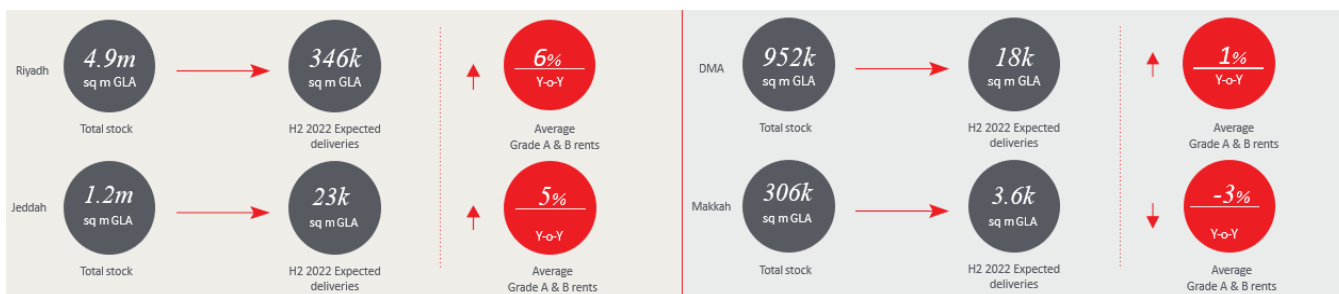 Riyadh
4.9m
sq m GLA
Total stock
346k
sq m GLA
H2 2022 Expected
deliveries
6%
Y-o-Y
Average
Grade A & B rents
Jeddah
1.2m
sq m GLA
Total stock
23k
sq m GLA
H2 2022 Expected
deliveries
5%
Y-o-Y
Average
Grade A & B rents
DMA
952k
sq m GLA
Total stock
18k
sq m GLA
H2 2022 Expected
deliveries
1%
Y-o-Y
Average
Grade A & B rents
Makkah
306k
sq m GLA
Total stock
3.6k
sq m GLA
H2 2022 Expected
deliveries
-3%
Y-o-Y
Average
Grade A & B rents